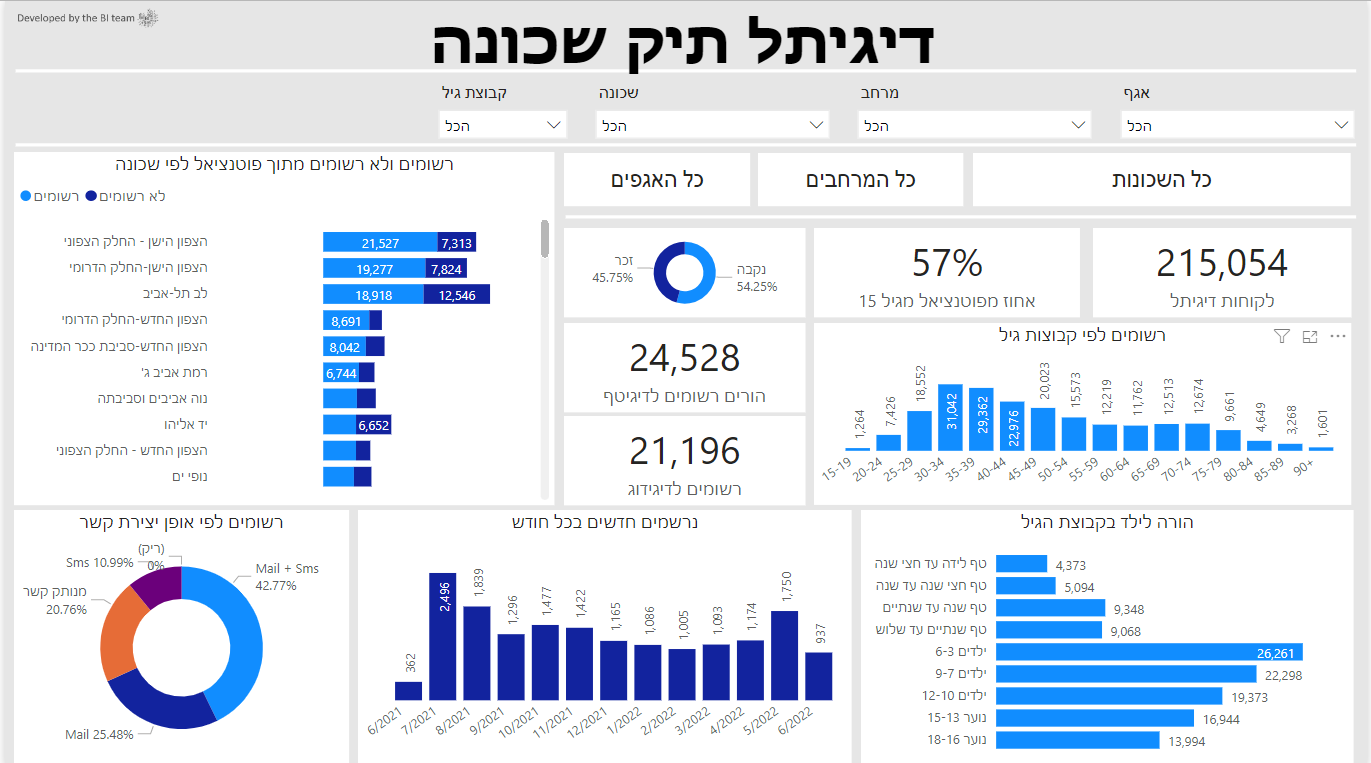 Developed by the BI team
דיגיתל תיק שכונה
אגף
הכל
מרחב
הכל
שכונה
הכל
קבוצת גיל
הכל
כל השכונות
כל המרחבים
כל האגפים
215,054
לקוחות דיגיתל
57%
אחוז מפוטנציאל מגיל 15
נקבה
54.25%
זכר
45.75%
24,528
הורים רשומים לדיגיטף
21,196
רשומים לדיגידוג
רשומים ולא רשומים מתוך פוטנציאל לפי שכונה
רשומים
לא רשומים
הצפון הישן - החלק הצפוני
21,527
7,313
הצפון הישן-החלק הדרומי
19,277
7,824
לב תל-אביב
18,918
12,546
הצפון החדש-החלק הדרומי
8,691
הצפון החדש-סביבת ככר המדינה
8,042
רמת אביב ג'
6,744
נוה אביבים וסביבתה
יד אליהו
6,652
הצפון החדש - החלק הצפוני
נופי ים
רשומים לפי קבוצות גיל
1,264
7,426
18,552
31,042
29,362
22,976
20,023
15,573
12,219
11,762
12,513
12,674
9,661
4,649
3,268
1,601
15-19
20-24
25-29
30-34
35-39
40-44
45-49
50-54
55-59
60-64
65-69
70-74
75-79
80-84
85-89
90+
הורה לילד בקבוצת הגיל
טף לידה עד חצי שנה
4,373
טף חצי שנה עד שנה
5,094
טף שנה עד שנתיים
9,348
טף שנתיים עד שלוש
9,068
ילדים 6-3
26,261
ילדים 9-7
22,298
ילדים 12-10
19,373
נוער 15-13
16,944
נוער 18-16
13,994
נרשמים חדשים בכל חודש
362
2,496
1,839
1,296
1,477
1,422
1,165
1,086
1,005
1,093
1,174
1,750
937
6/2021
7/2021
8/2021
9/2021
10/2021
11/2021
12/2021
1/2022
2/2022
3/2022
4/2022
5/2022
6/2022
רשומים לפי אופן יצירת קשר
(ריק)
0%
Sms 10.99%
Mail + Sms
42.77%
מנותק קשר
20.76%
Mail 25.48%